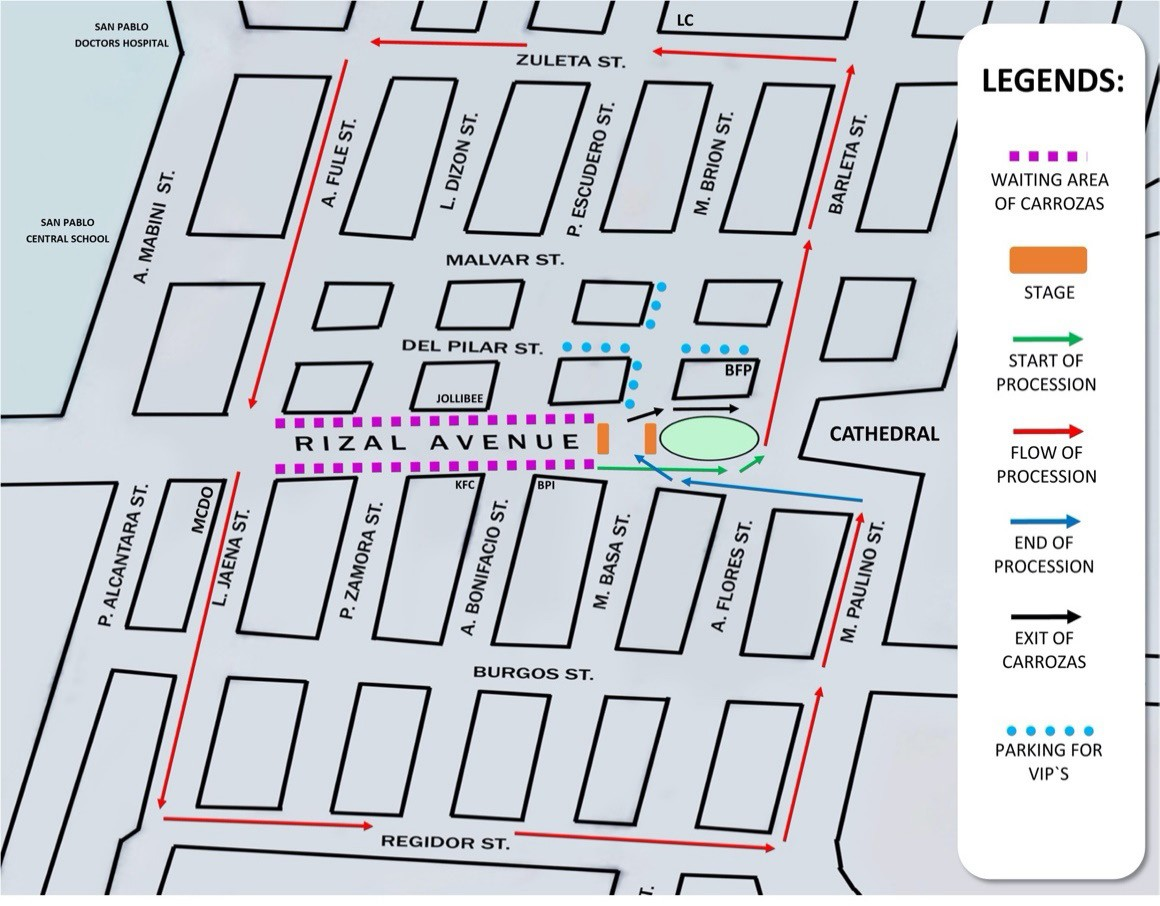 LC
SAN PABLO
DOCTORS HOSPITAL
ZULETA ST.
A. FULE ST.
L. DIZON ST.
P. ESCUDERO ST.
M. BRION ST.
BARLETA ST.
A. MABINI ST.
SAN PABLO
CENTRAL SCHOOL
MALVAR ST.
DEL PILAR ST.
BFP
JOLLIBEE
RIZAL AVENUE
CATHEDRAL
KFC
BPI
MCDO
P. ALCANTARA ST.
L. JAENA ST.
P. ZAMORA ST.
A. BONIFACIO ST.
M. BASA ST.
A. FLORES ST.
M. PAULINO ST.
BURGOS ST.
REGIDOR ST.
T.
LEGENDS:
WAITING AREA
OF CARROZAS
STAGE
START OF
PROCESSION
FLOW OF
PROCESSION
END OF
PROCESSION
EXIT OF
CARROZAS
PARKING FOR
VIP`S